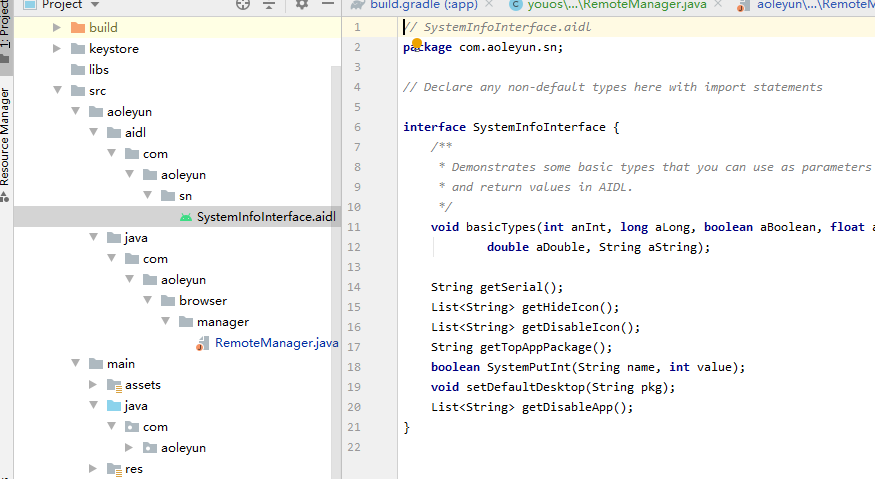 Project
build.gradle (:app)
youos\...\RemoteManager.java
aoleyun\...\RemoteM
1: Project
Resource Manager
build
keystore
libs
src
aoleyun
aidl
com
aoleyun
sn
SystemInfoInterface.aidl
java
com
aoleyun
browser
manager
RemoteManager.java
main
assets
java
com
aoleyun
res
1 // SystemInfoInterface.aidl
2 package com.aoleyun.sn;
3
4 // Declare any non-default types here with import statements
5
6 interface SystemInfoInterface {
7 /**
8 * Demonstrates some basic types that you can use as parameters
9 * and return values in AIDL.
10 */
11 void basicTypes(int anInt, long aLong, boolean aBoolean, float a
12 double aDouble, String aString);
13
14 String getSerial();
15 List<String> getHideIcon();
16 List<String> getDisableIcon();
17 String getTopAppPackage();
18 boolean SystemPutInt(String name, int value);
19 void setDefaultDesktop(String pkg);
20 List<String> getDisableApp();
21 }
22